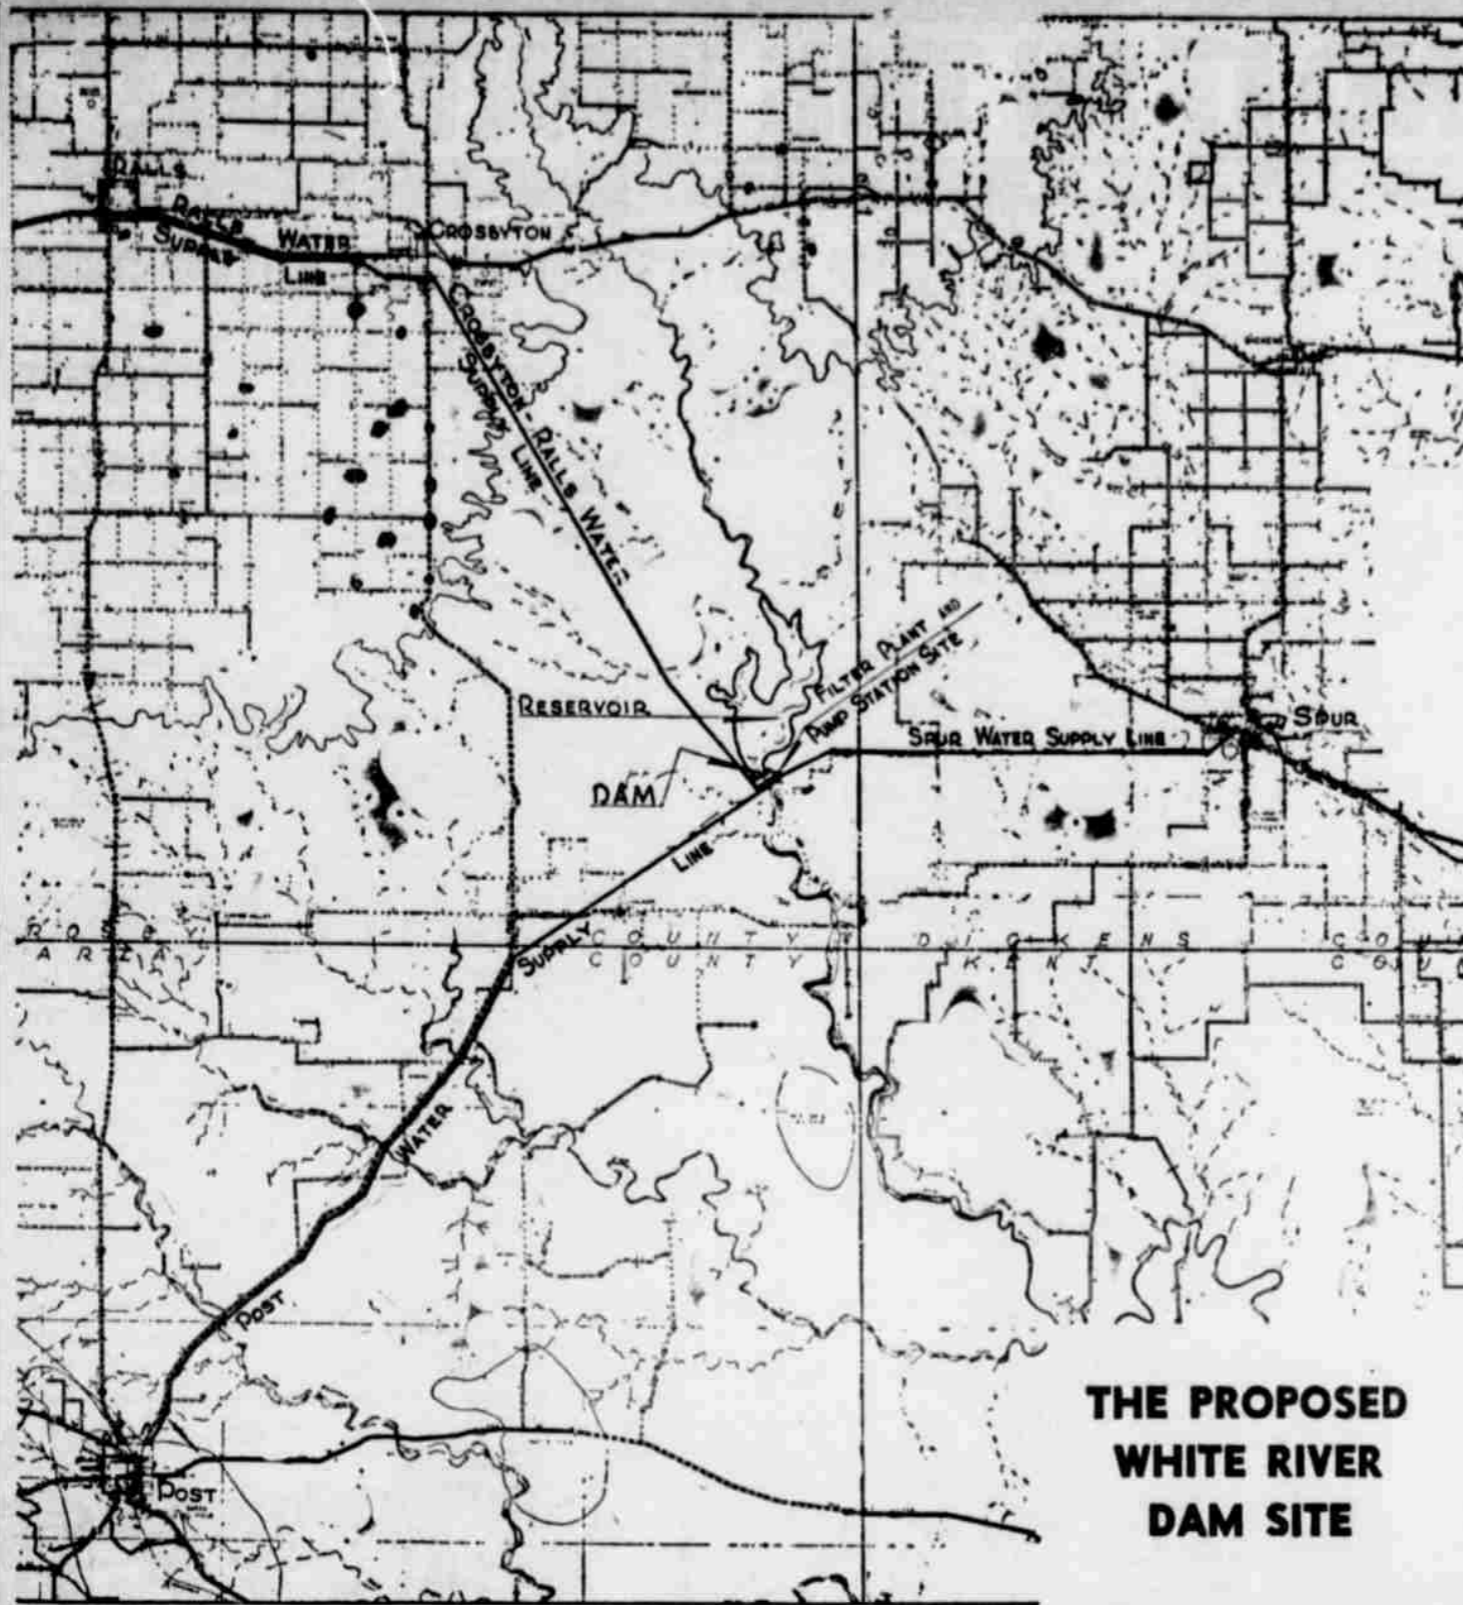 RALLS
RALLS WATER
SUPPLY LINE
CROSBYTON
CROSBYTON - RALLS WATER
SUPPLY LINE
FILTER PLANT AND
PUMP STATION SITE
RESERVOIR
SPUR WATER SUPPLY LINE
SPUR
DAM
POST WATER SUPPLY LINE
COUNTY
DICKENS
COUNTY
KENT
POST
THE PROPOSED
WHITE RIVER
DAM SITE